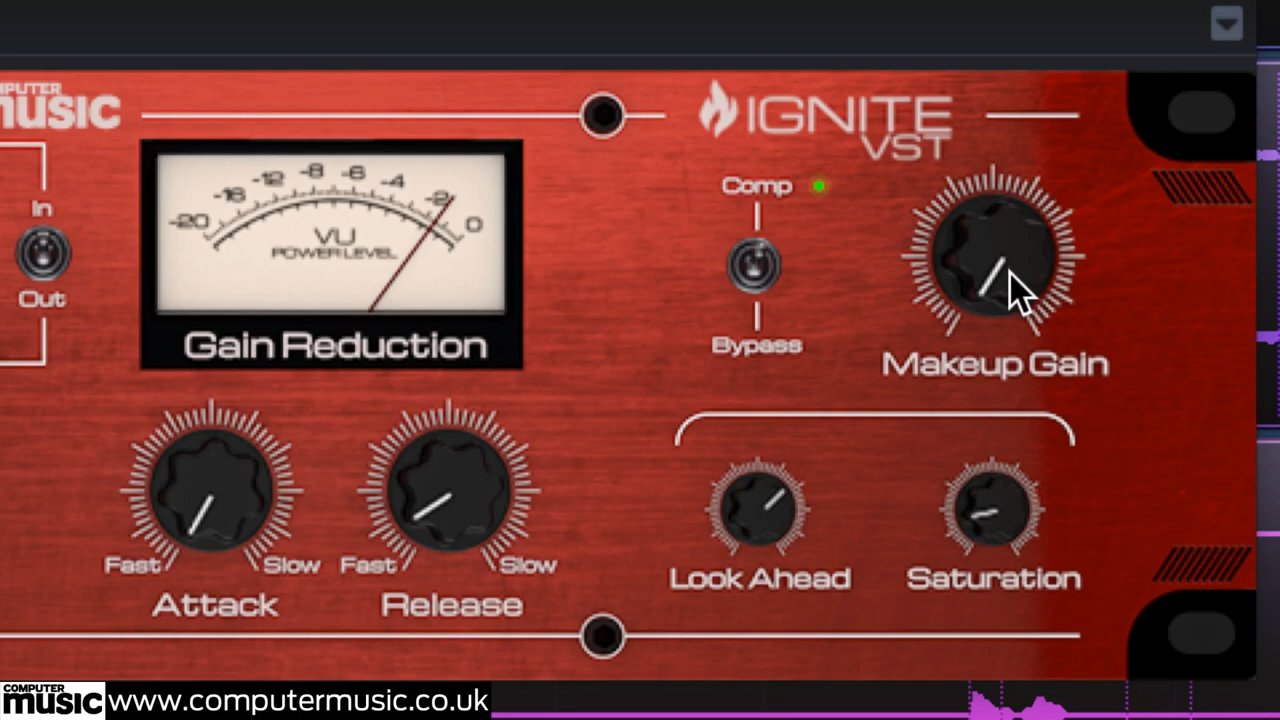 MPUTER
MUSIC
IGNITE
VST
-20 -16 -12 -8 -6 -4 -2 0
VU
POWER LEVEL
Gain Reduction
In
Out
Comp
Bypass
Makeup Gain
Fast Slow
Attack
Fast Slow
Release
Look Ahead
Saturation
COMPUTER
music www.computermusic.co.uk